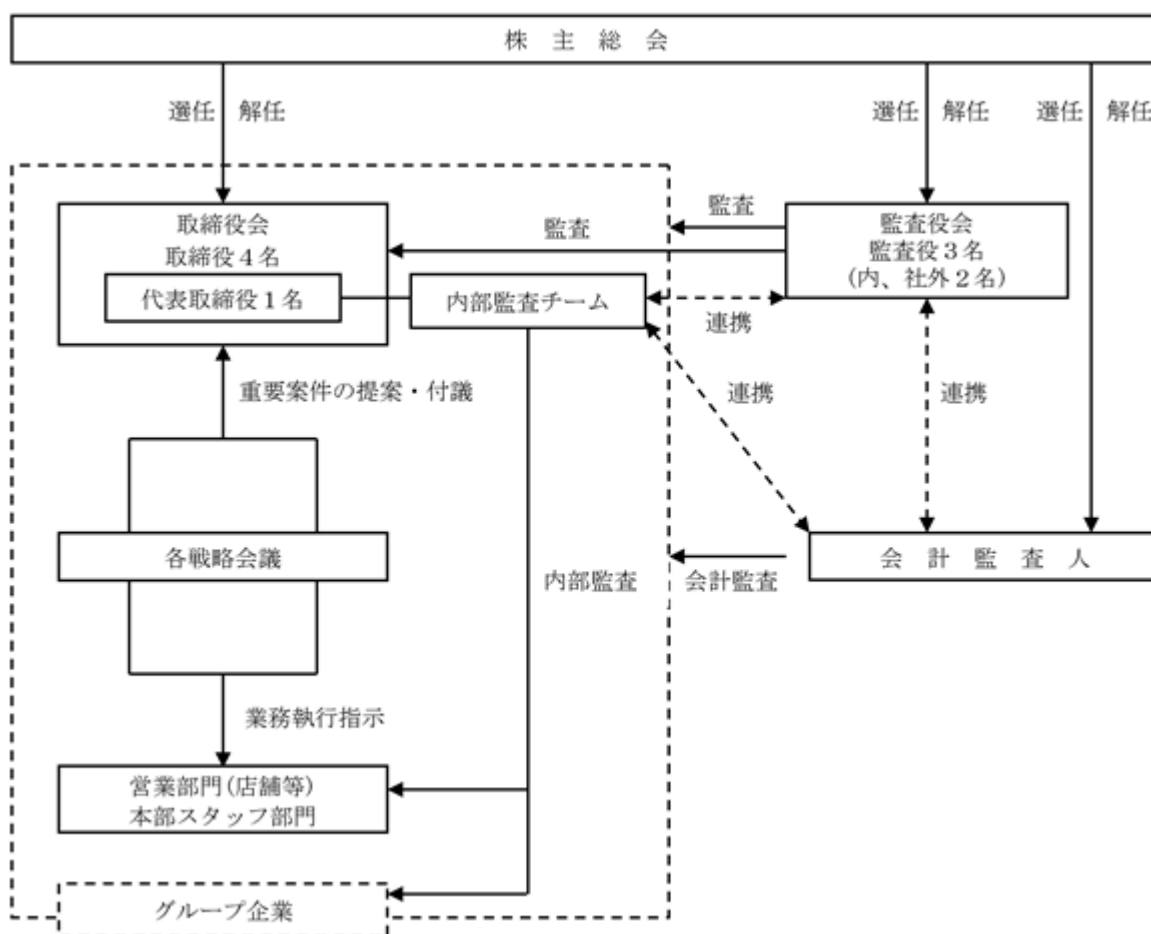 株主総会
選任 解任
選任 解任
選任 解任
取締役会
取締役4名
代表取締役1名
監査
監査
監査役会
監査役3名
(内、社外2名)
内部監査チーム
連携
重要案件の提案・付議
連携
連携
各戦略会議
内部監査
会計監査
会計監査人
業務執行指示
営業部門(店舗等)
本部スタッフ部門
グループ企業